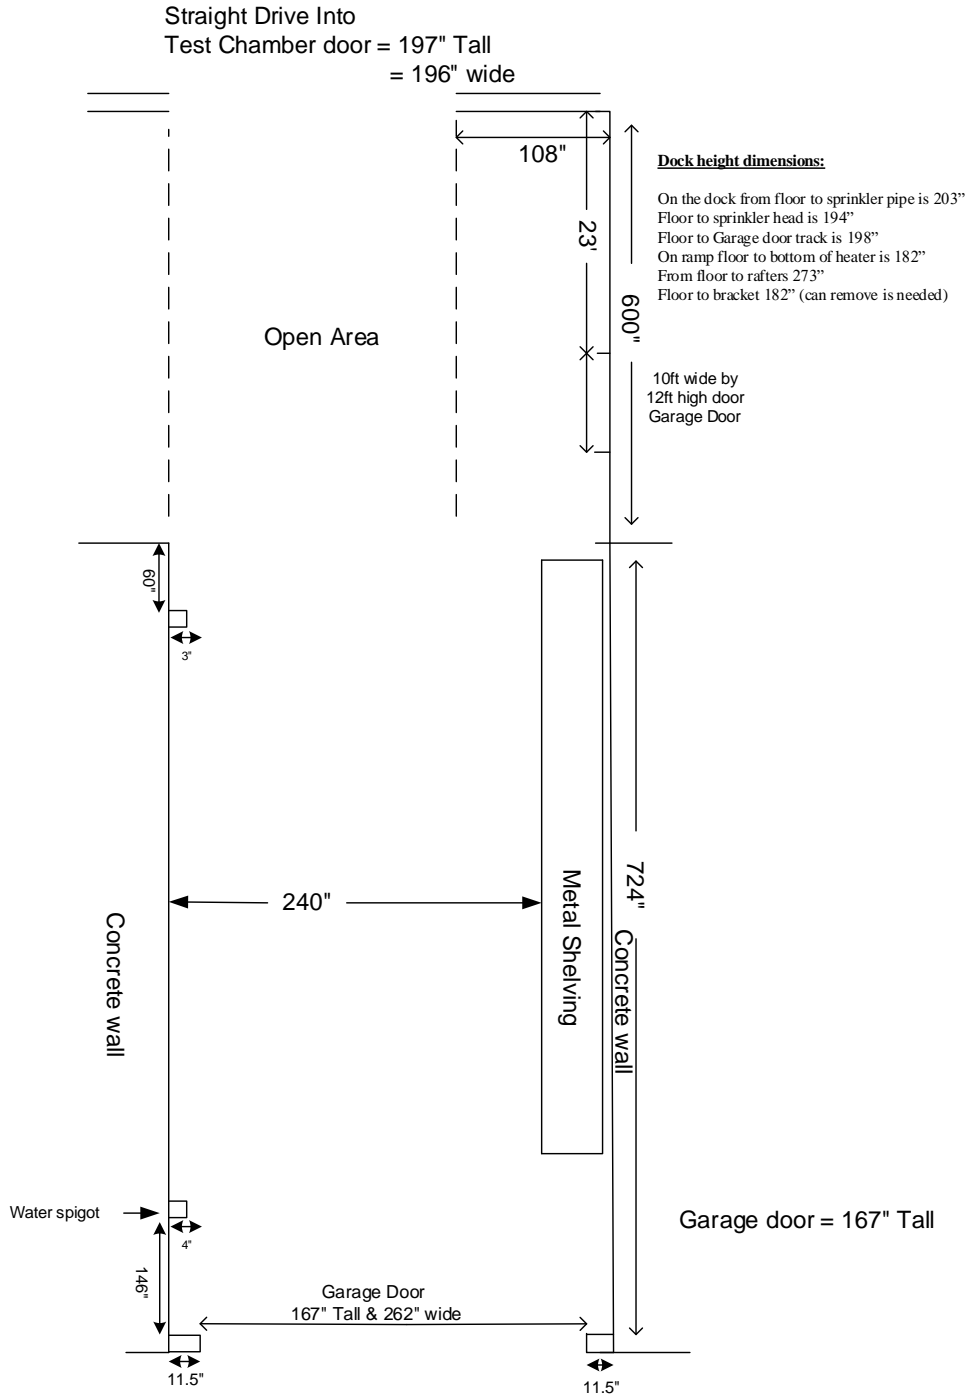 Straight Drive Into
Test Chamber door = 197" Tall
= 196" wide
108"
Dock height dimensions:
On the dock from floor to sprinkler pipe is 203”
Floor to sprinkler head is 194”
Floor to Garage door track is 198”
On ramp floor to bottom of heater is 182”
From floor to rafters 273”
Floor to bracket 182” (can remove is needed)
23'
600"
Open Area
10ft wide by
12ft high door
Garage Door
60"
3"
240"
Metal Shelving
724"
Concrete wall
Concrete wall
Water spigot
4"
146"
Garage door = 167" Tall
Garage Door
167" Tall & 262" wide
11.5"
11.5"